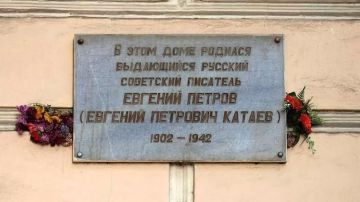 В ЭТОМ ДОМЕ РОДИЛСЯ
ВЫДАЮЩИЙСЯ РУССКИЙ
СОВЕТСКИЙ ПИСАТЕЛЬ
ЕВГЕНИЙ ПЕТРОВ
(ЕВГЕНИЙ ПЕТРОВИЧ КАТАЕВ)
1902 – 1942